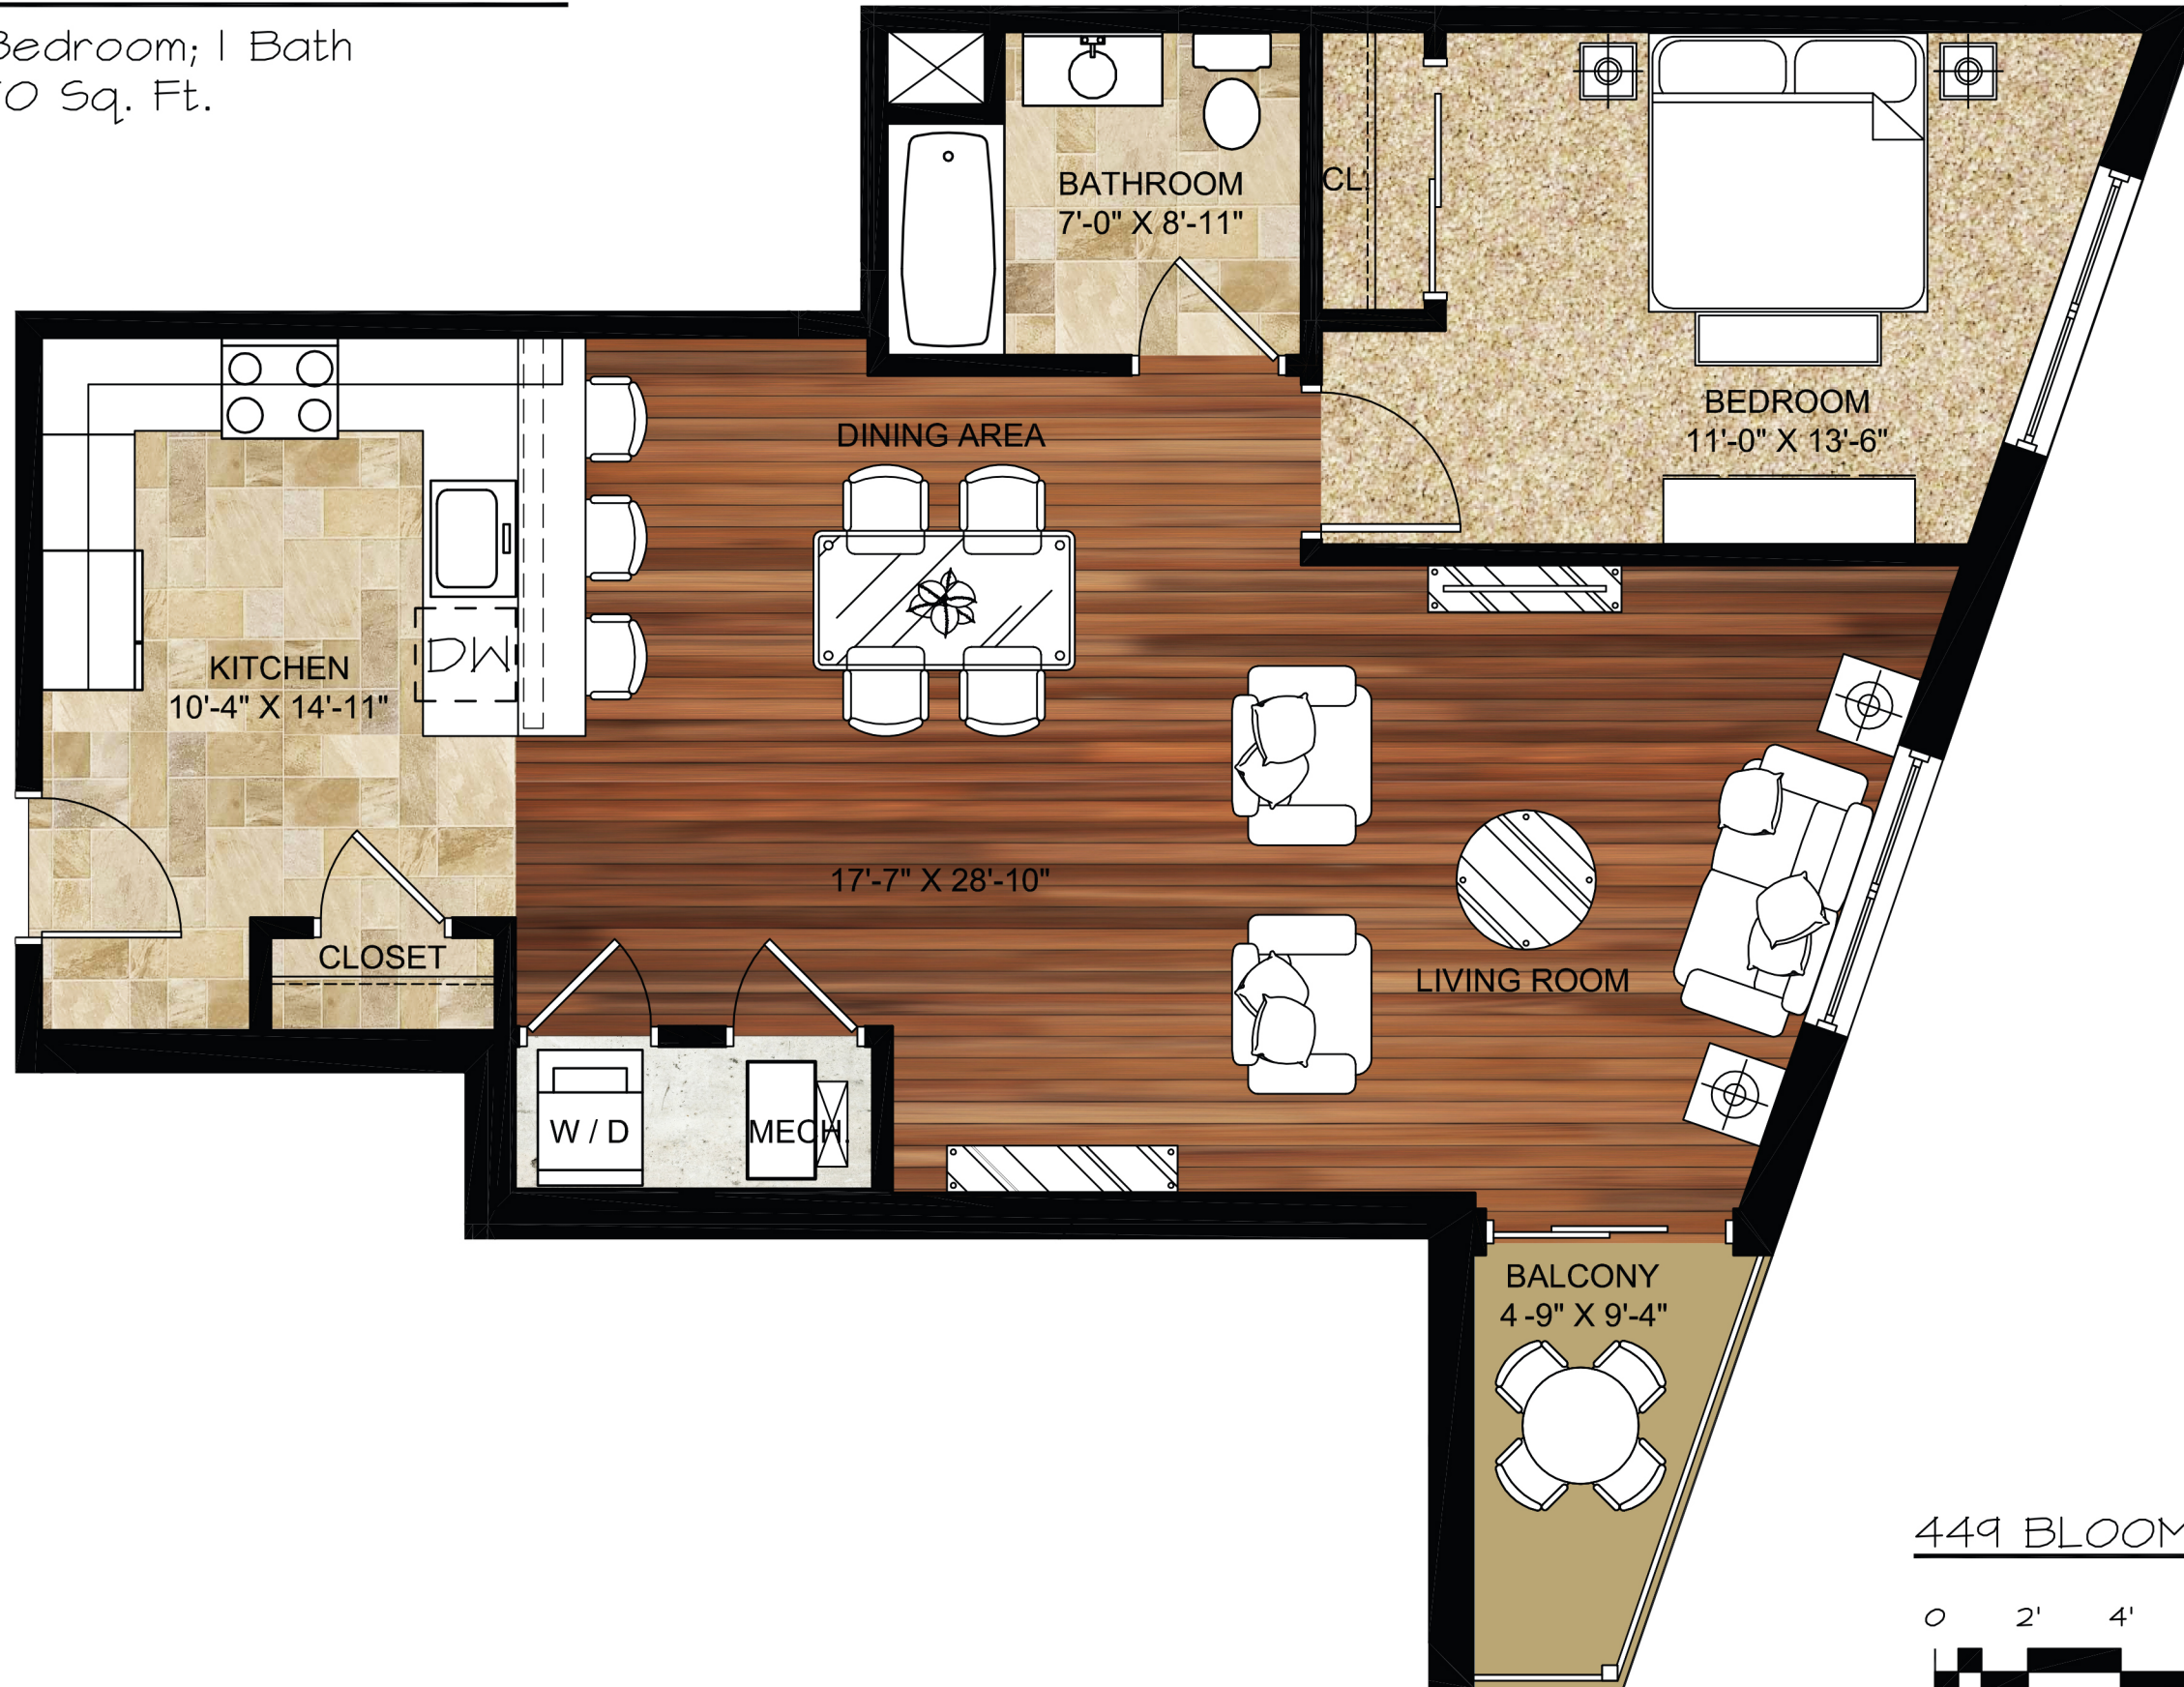 Bedroom; 1 Bath
0 Sq. Ft.
BATHROOM
7'-0" X 8'-11"
CL.
BEDROOM
11'-0" X 13'-6"
DINING AREA
KITCHEN
10'-4" X 14'-11"
DW
17'-7" X 28'-10"
CLOSET
LIVING ROOM
W / D
MECH.
BALCONY
4 -9" X 9'-4"
449 BLOOM
0 2' 4'